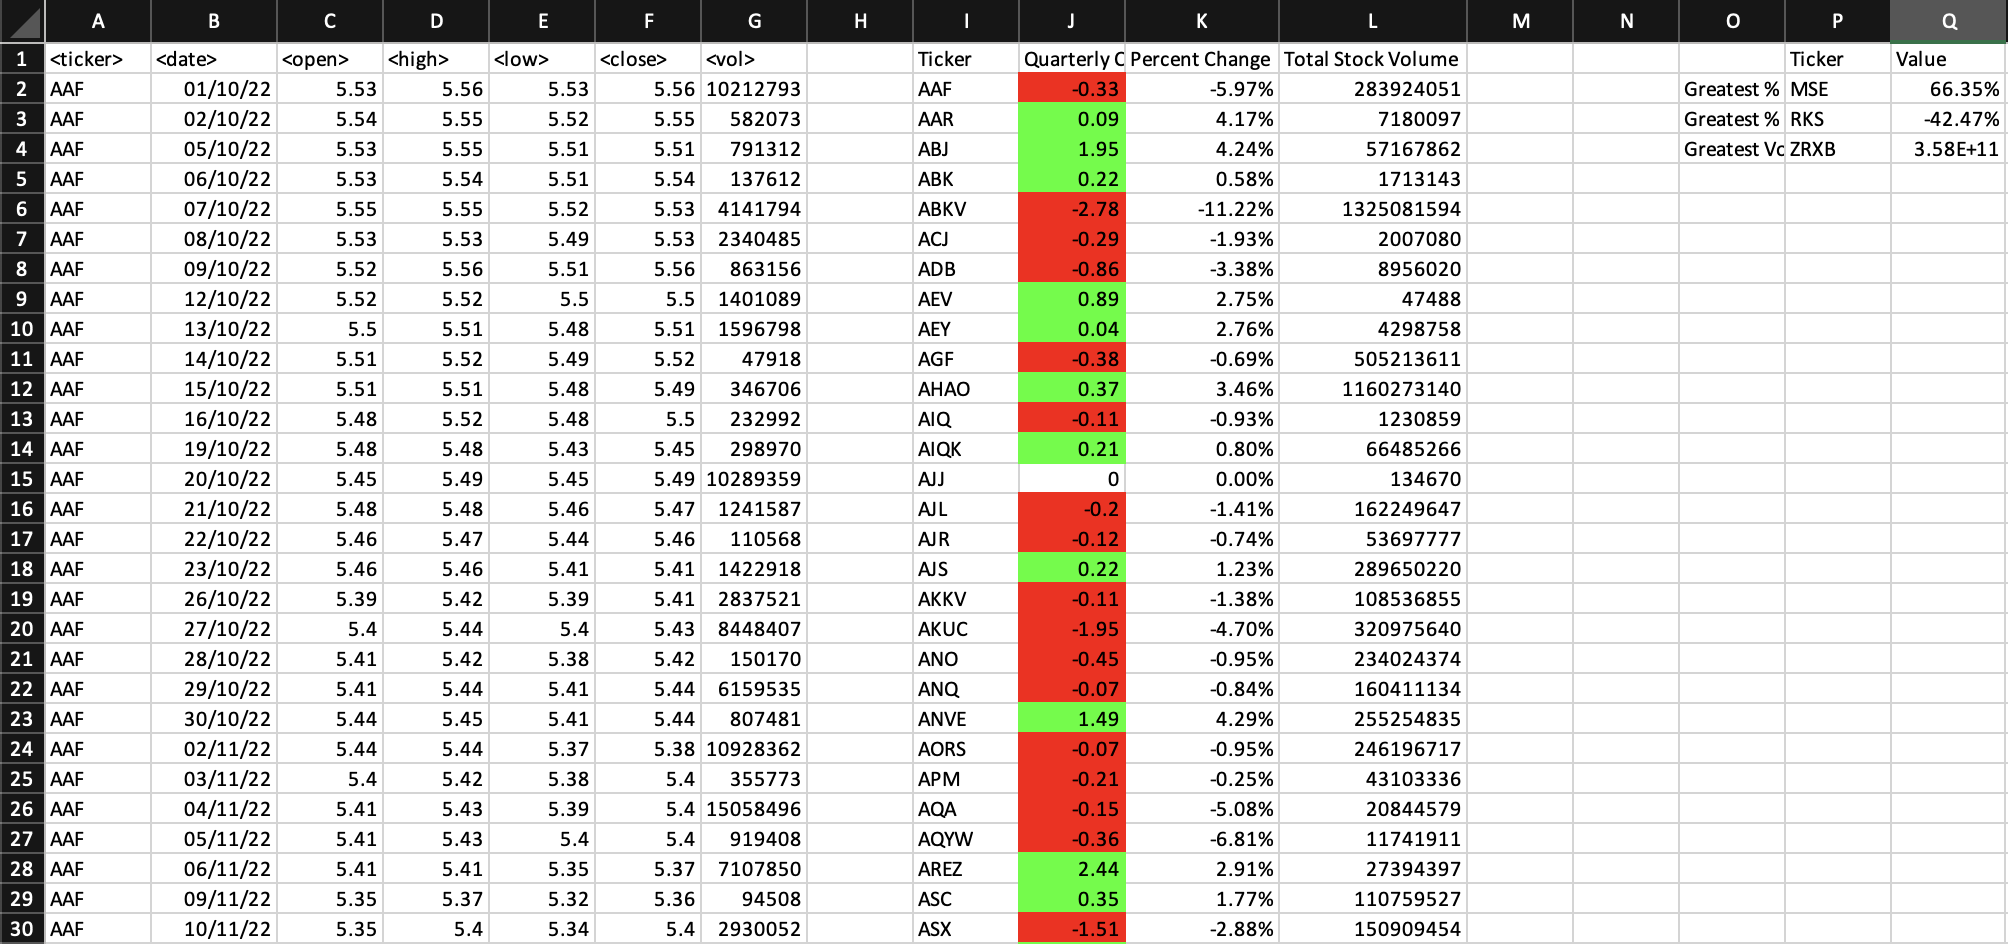 A B C D E F G H I J K L M N O P Q
1 <ticker> <date> <open> <high> <low> <close> <vol> Ticker Quarterly C Percent Change Total Stock Volume Ticker Value
2 AAF 01/10/22 5.53 5.56 5.53 5.56 10212793 AAF -0.33 -5.97% 283924051 Greatest % MSE 66.35%
3 AAF 02/10/22 5.54 5.55 5.52 5.55 582073 AAR 0.09 4.17% 7180097 Greatest % RKS -42.47%
4 AAF 05/10/22 5.53 5.55 5.51 5.51 791312 ABJ 1.95 4.24% 57167862 Greatest Vo ZRXB 3.58E+11
5 AAF 06/10/22 5.53 5.54 5.51 5.54 137612 ABK 0.22 0.58% 1713143
6 AAF 07/10/22 5.55 5.55 5.52 5.53 4141794 ABKV -2.78 -11.22% 1325081594
7 AAF 08/10/22 5.53 5.53 5.49 5.53 2340485 ACJ -0.29 -1.93% 2007080
8 AAF 09/10/22 5.52 5.56 5.51 5.56 863156 ADB -0.86 -3.38% 8956020
9 AAF 12/10/22 5.52 5.52 5.5 5.5 1401089 AEV 0.89 2.75% 47488
10 AAF 13/10/22 5.5 5.51 5.48 5.51 1596798 AEY 0.04 2.76% 4298758
11 AAF 14/10/22 5.51 5.52 5.49 5.52 47918 AGF -0.38 -0.69% 505213611
12 AAF 15/10/22 5.51 5.51 5.48 5.49 346706 AHAO 0.37 3.46% 1160273140
13 AAF 16/10/22 5.48 5.52 5.48 5.5 232992 AIQ -0.11 -0.93% 1230859
14 AAF 19/10/22 5.48 5.48 5.43 5.45 298970 AIQK 0.21 0.80% 66485266
15 AAF 20/10/22 5.45 5.49 5.45 5.49 10289359 AJJ 0 0.00% 134670
16 AAF 21/10/22 5.48 5.48 5.46 5.47 1241587 AJL -0.2 -1.41% 162249647
17 AAF 22/10/22 5.46 5.47 5.44 5.46 110568 AJR -0.12 -0.74% 53697777
18 AAF 23/10/22 5.46 5.46 5.41 5.41 1422918 AJS 0.22 1.23% 289650220
19 AAF 26/10/22 5.39 5.42 5.39 5.41 2837521 AKKV -0.11 -1.38% 108536855
20 AAF 27/10/22 5.4 5.44 5.4 5.43 8448407 AKUC -1.95 -4.70% 320975640
21 AAF 28/10/22 5.41 5.42 5.38 5.42 150170 ANO -0.45 -0.95% 234024374
22 AAF 29/10/22 5.41 5.44 5.41 5.44 6159535 ANQ -0.07 -0.84% 160411134
23 AAF 30/10/22 5.44 5.45 5.41 5.44 807481 ANVE 1.49 4.29% 255254835
24 AAF 02/11/22 5.44 5.44 5.37 5.38 10928362 AORS -0.07 -0.95% 246196717
25 AAF 03/11/22 5.4 5.42 5.38 5.4 355773 APM -0.21 -0.25% 43103336
26 AAF 04/11/22 5.41 5.43 5.39 5.4 15058496 AQA -0.15 -5.08% 20844579
27 AAF 05/11/22 5.41 5.43 5.4 5.4 919408 AQYW -0.36 -6.81% 11741911
28 AAF 06/11/22 5.41 5.41 5.35 5.37 7107850 AREZ 2.44 2.91% 27394397
29 AAF 09/11/22 5.35 5.37 5.32 5.36 94508 ASC 0.35 1.77% 110759527
30 AAF 10/11/22 5.35 5.4 5.34 5.4 2930052 ASX -1.51 -2.88% 150909454